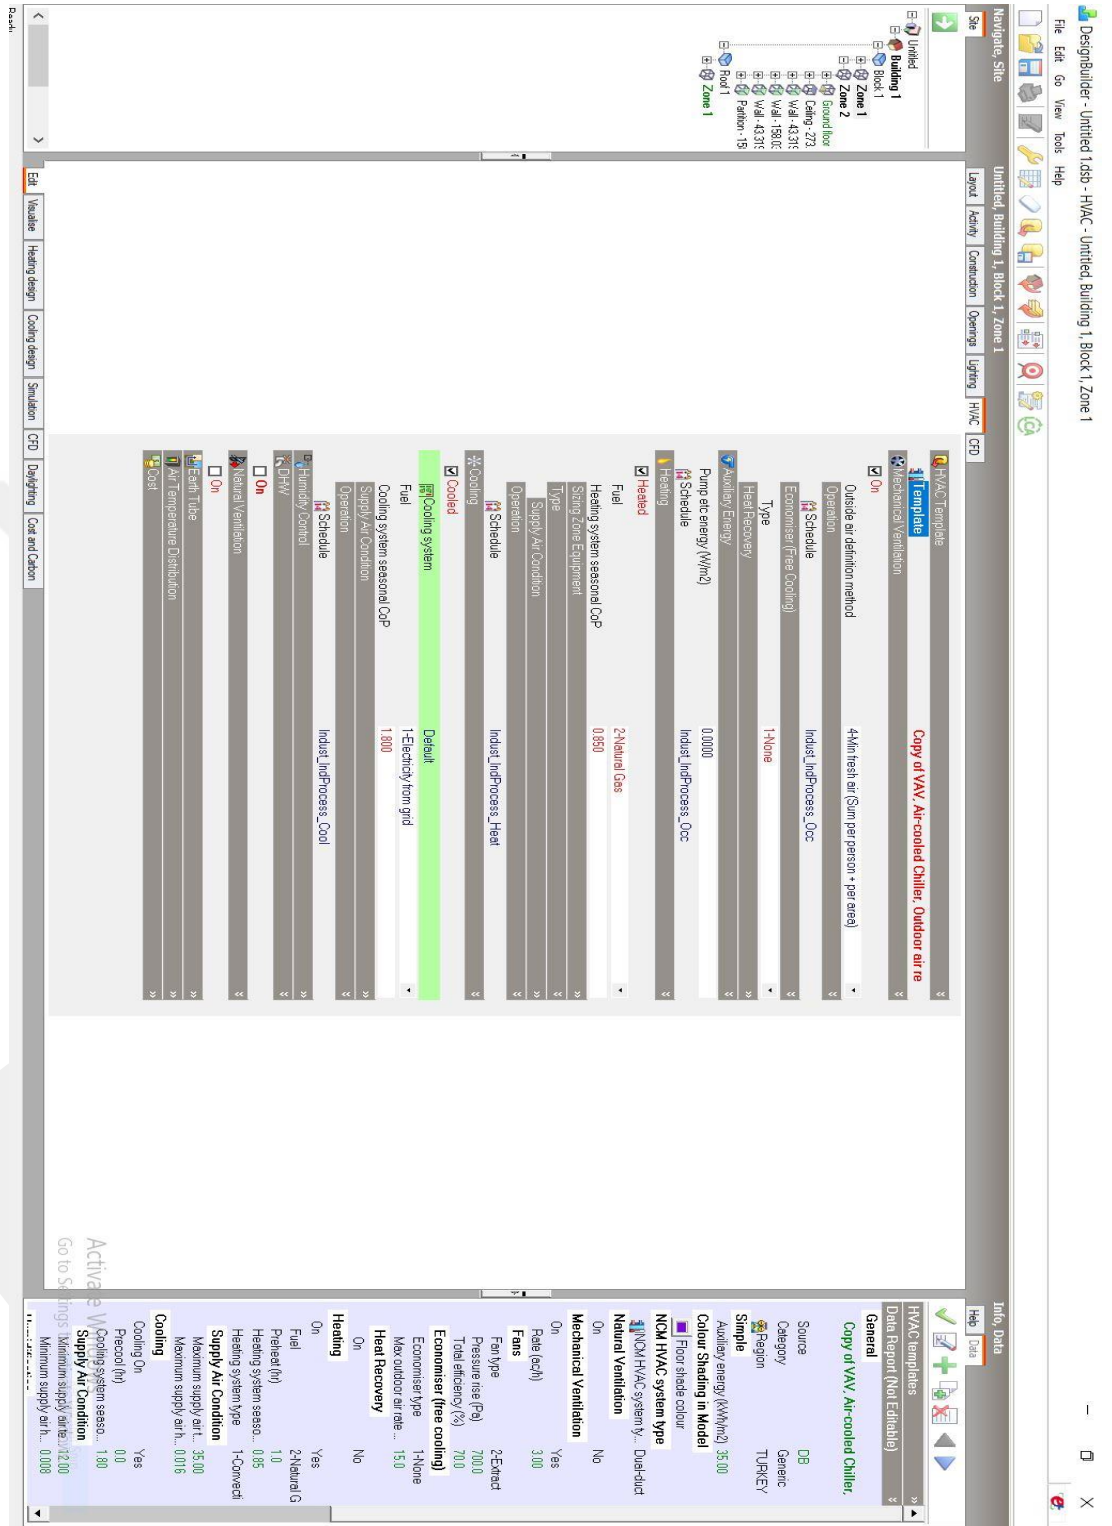 DesignBuilder - Untitled 1.dsb - HVAC - Untitled, Building 1, Block 1, Zone 1
File Edit Go View Tools Help
Navigate, Site
Site
Untitled
Building 1
Block 1
Zone 1
Zone 2
Ground floor
Ceiling - 273.
Wall - 43.319
Wall - 43.319
Wall - 158.03
Wall - 43.319
Partition - 15
Roof 1
Zone 1
Untitled, Building 1, Block 1, Zone 1
Layout Activity Construction Openings Lighting HVAC CFD
HVAC Template
Template Copy of VAV, Air-cooled Chiller, Outdoor air re
Mechanical Ventilation
On
Outside air definition method 4-Min fresh air (Sum per person + per area)
Operation
Schedule Indust_IndProcess_Occ
Economiser (Free Cooling)
Type 1-None
Heat Recovery
Auxiliary Energy
Pump etc energy (W/m2) 0.0000
Schedule Indust_IndProcess_Occ
Heating
Heated
Fuel 2-Natural Gas
Heating system seasonal CoP 0.850
Sizing Zone Equipment
Type
Supply Air Condition
Operation
Schedule Indust_IndProcess_Heat
Cooling
Cooled
Cooling system Default
Fuel 1-Electricity from grid
Cooling system seasonal CoP 1.800
Supply Air Condition
Operation
Schedule Indust_IndProcess_Cool
Humidity Control
DHW
On
Natural Ventilation
On
Earth Tube
Air Temperature Distribution
Cost
Edit Visualise Heating design Cooling design Simulation CFD Daylighting Cost and Carbon
Info, Data
Help Data
HVAC templates
Data Report (Not Editable)
General
Copy of VAV, Air-cooled Chiller,
Source DB
Category Generic
Region TURKEY
Simple
Auxiliary energy (KWh/m2) 35.00
Colour Shading in Model
Floor shade colour
NCM HVAC system type
NCM HVAC system ty... Dual-duct
Natural Ventilation
On No
Mechanical Ventilation
On Yes
Rate (ac/h) 3.00
Fans
Fan type 2-Extract
Pressure rise (Pa) 700.0
Total efficiency (%) 70.0
Economiser (free cooling)
Economiser type 1-None
Max outdoor air rate ... 15.0
Heat Recovery
On No
Heating
On Yes
Fuel 2-Natural G
Preheat (hr) 1.0
Heating system seaso... 0.85
Heating system type 1-Convecti
Supply Air Condition
Maximum supply air t... 35.00
Maximum supply air h... 0.016
Cooling
Cooling On Yes
Precool (hr) 0.0
Cooling system seaso... 1.80
Supply Air Condition
Minimum supply air te... 12.00
Minimum supply air h... 0.008
Activate Windows
Go to Settings